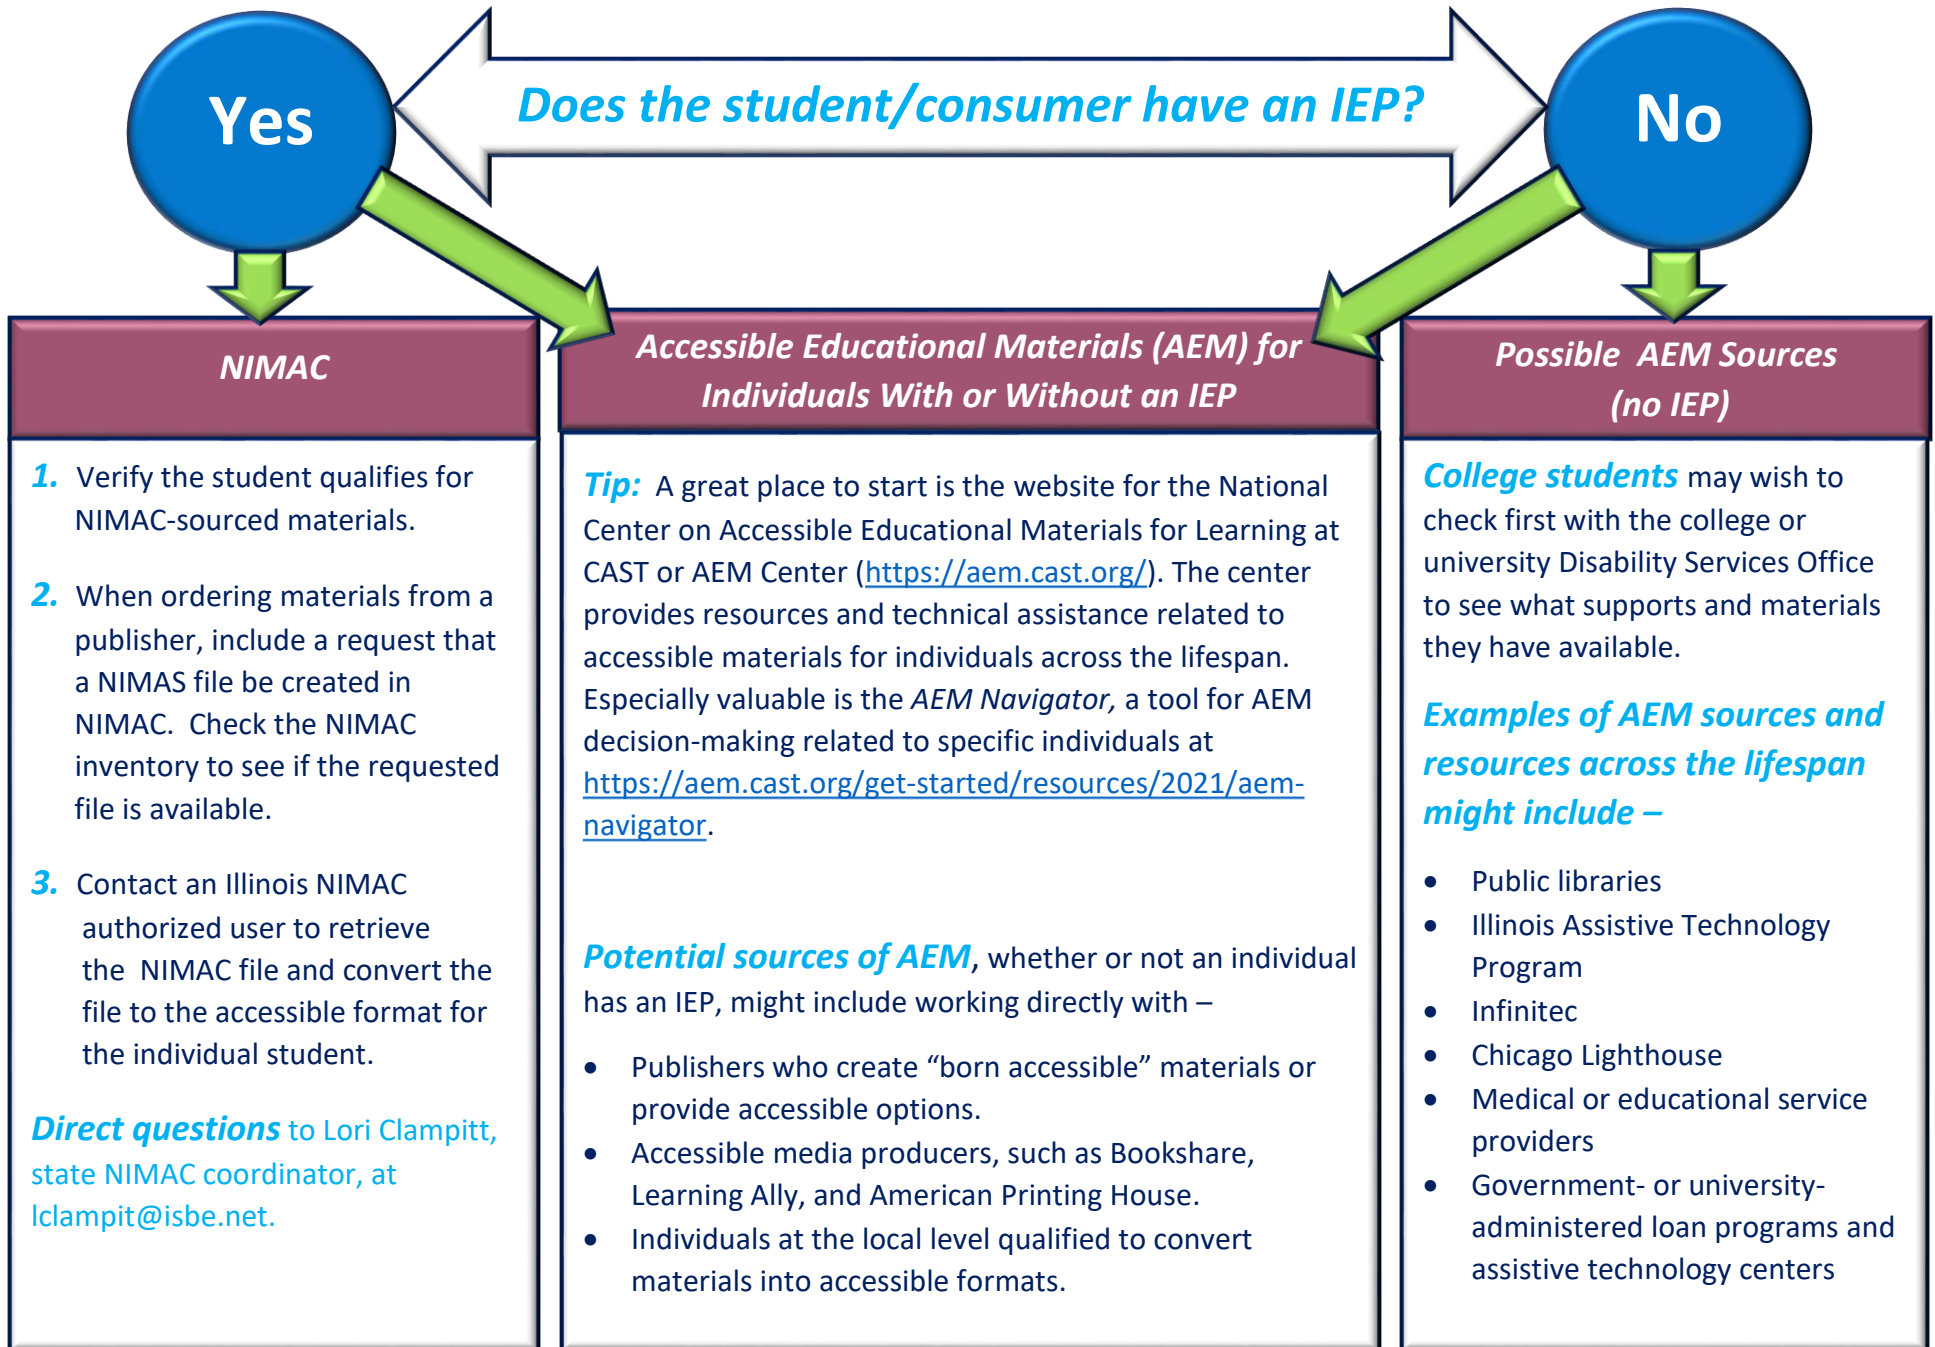 Yes
Does the student/consumer have an IEP?
No
NIMAC
1. Verify the student qualifies for
NIMAC-sourced materials.
2. When ordering materials from a
publisher, include a request that
a NIMAS file be created in
NIMAC. Check the NIMAC
inventory to see if the requested
file is available.
3. Contact an Illinois NIMAC
authorized user to retrieve
the NIMAC file and convert the
file to the accessible format for
the individual student.
Direct questions to Lori Clampitt,
state NIMAC coordinator, at
lclampit@isbe.net.
Accessible Educational Materials (AEM) for
Individuals With or Without an IEP
Tip: A great place to start is the website for the National
Center on Accessible Educational Materials for Learning at
CAST or AEM Center (https://aem.cast.org/). The center
provides resources and technical assistance related to
accessible materials for individuals across the lifespan.
Especially valuable is the AEM Navigator, a tool for AEM
decision-making related to specific individuals at
https://aem.cast.org/get-started/resources/2021/aem-
navigator.
Potential sources of AEM, whether or not an individual
has an IEP, might include working directly with –
• Publishers who create “born accessible” materials or
provide accessible options.
• Accessible media producers, such as Bookshare,
Learning Ally, and American Printing House.
• Individuals at the local level qualified to convert
materials into accessible formats.
Possible AEM Sources
(no IEP)
College students may wish to
check first with the college or
university Disability Services Office
to see what supports and materials
they have available.
Examples of AEM sources and
resources across the lifespan
might include –
• Public libraries
• Illinois Assistive Technology
Program
• Infinitec
• Chicago Lighthouse
• Medical or educational service
providers
• Government- or university-
administered loan programs and
assistive technology centers